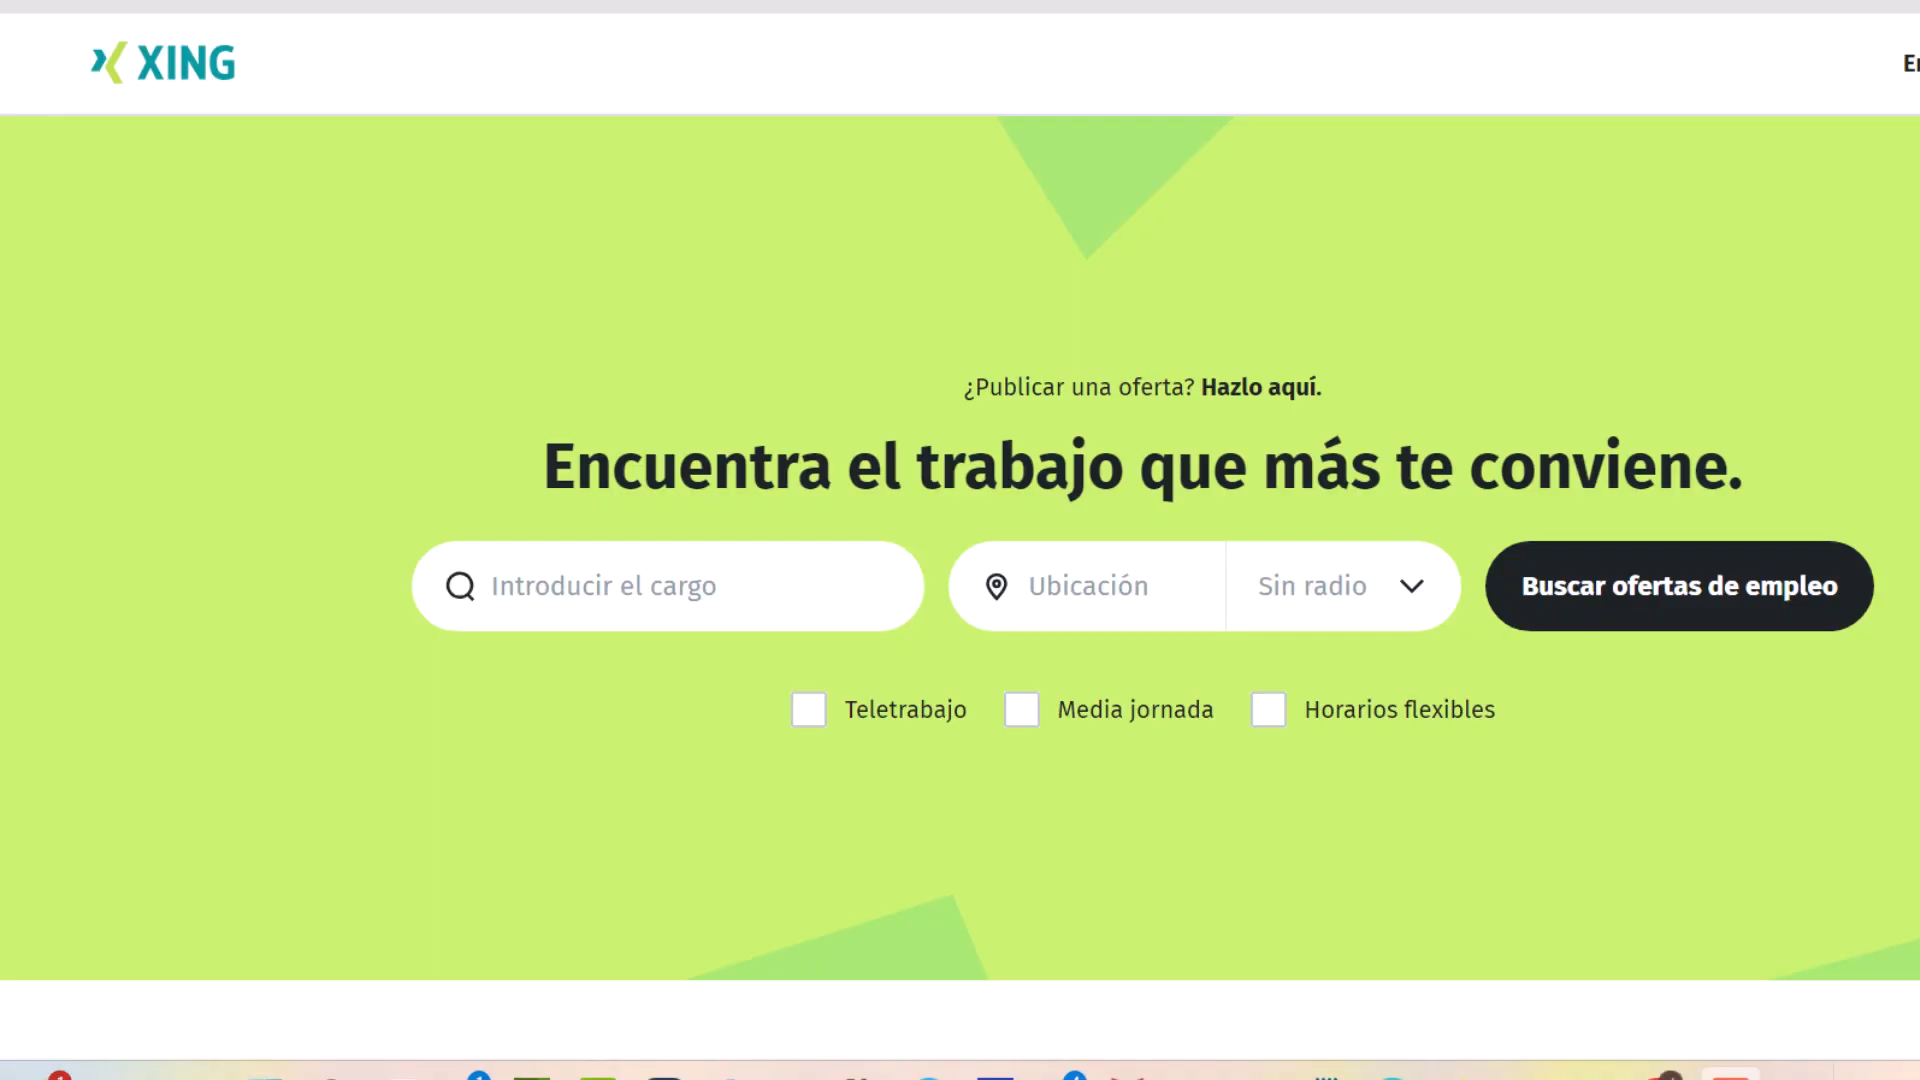 XING
¿Publicar una oferta? Hazlo aquí.
Encuentra el trabajo que más te conviene.
Introducir el cargo
Ubicación
Sin radio
Buscar ofertas de empleo
Teletrabajo
Media jornada
Horarios flexibles